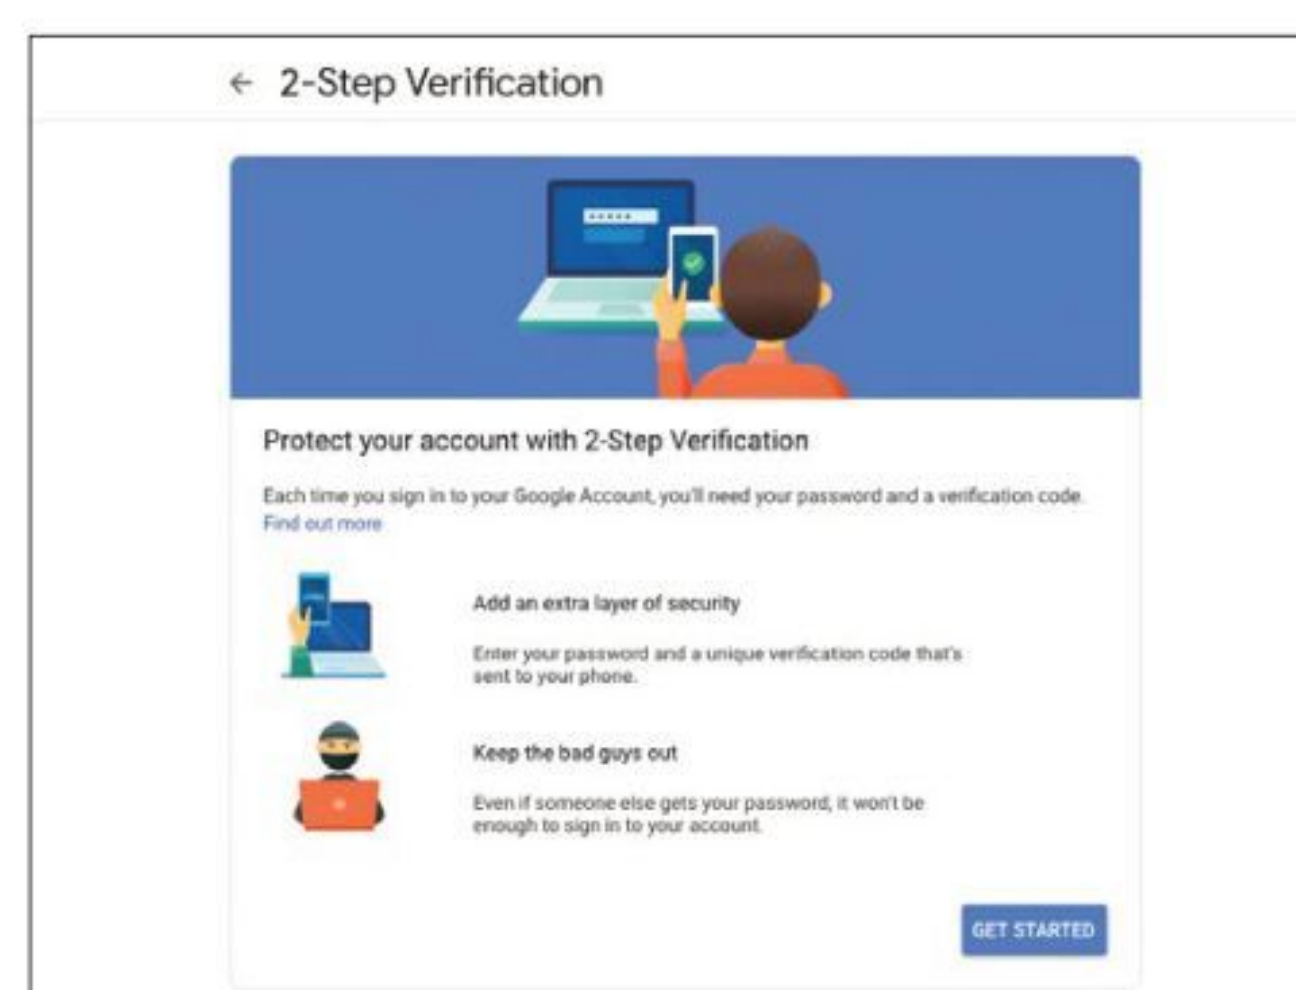 ← 2-Step Verification
*****
Protect your account with 2-Step Verification
Each time you sign in to your Google Account, you'll need your password and a verification code.
Find out more
Add an extra layer of security
Enter your password and a unique verification code that's
sent to your phone.
Keep the bad guys out
Even if someone else gets your password, it won't be
enough to sign in to your account.
GET STARTED